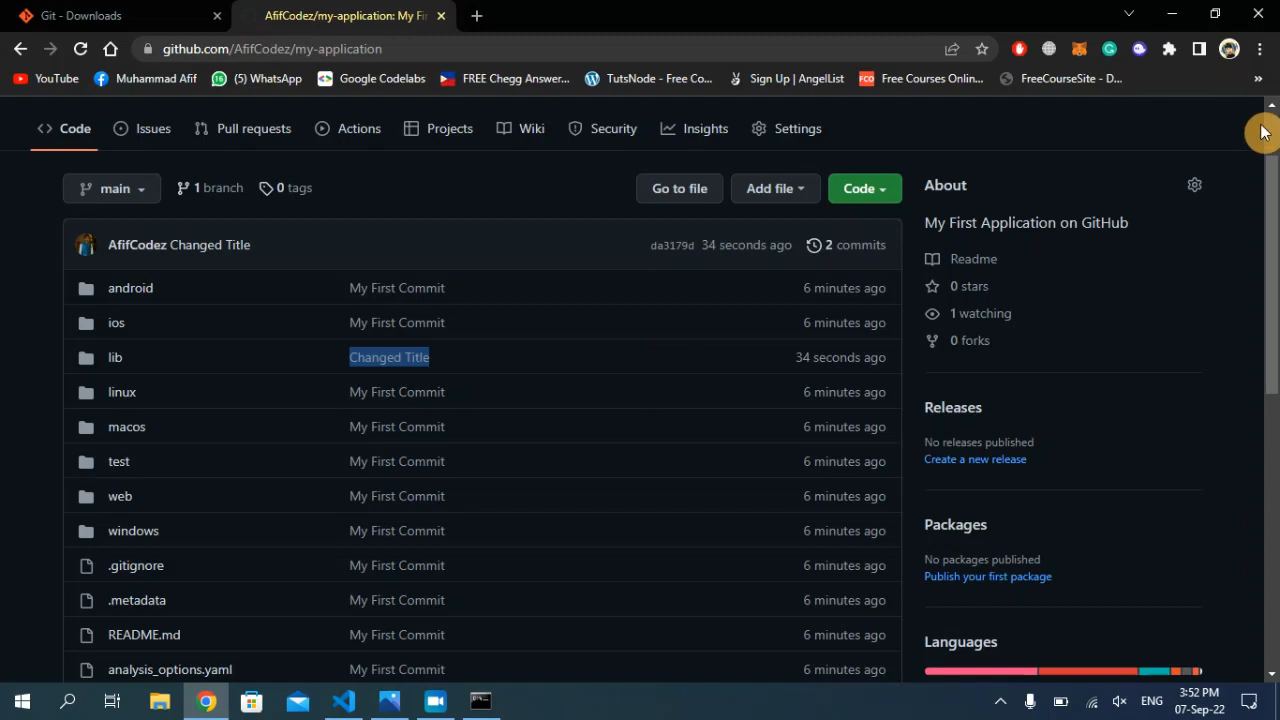 Git - Downloads
AfifCodez/my-application: My Fir
github.com/AfifCodez/my-application
YouTube
Muhammad Afif
(5) WhatsApp
Google Codelabs
FREE Chegg Answer...
TutsNode - Free Co...
Sign Up | AngelList
FCO
Free Courses Onlin...
FreeCourseSite - D...
»
<> Code
Issues
Pull requests
Actions
Projects
Wiki
Security
Insights
Settings
main
1 branch
0 tags
Go to file
Add file
Code
AfifCodez Changed Title
da3179d 34 seconds ago
2 commits
android My First Commit 6 minutes ago
ios My First Commit 6 minutes ago
lib Changed Title 34 seconds ago
linux My First Commit 6 minutes ago
macos My First Commit 6 minutes ago
test My First Commit 6 minutes ago
web My First Commit 6 minutes ago
windows My First Commit 6 minutes ago
.gitignore My First Commit 6 minutes ago
.metadata My First Commit 6 minutes ago
README.md My First Commit 6 minutes ago
analysis_options.yaml My First Commit 6 minutes ago
About
My First Application on GitHub
Readme
0 stars
1 watching
0 forks
Releases
No releases published
Create a new release
Packages
No packages published
Publish your first package
Languages
ENG
3:52 PM
07-Sep-22